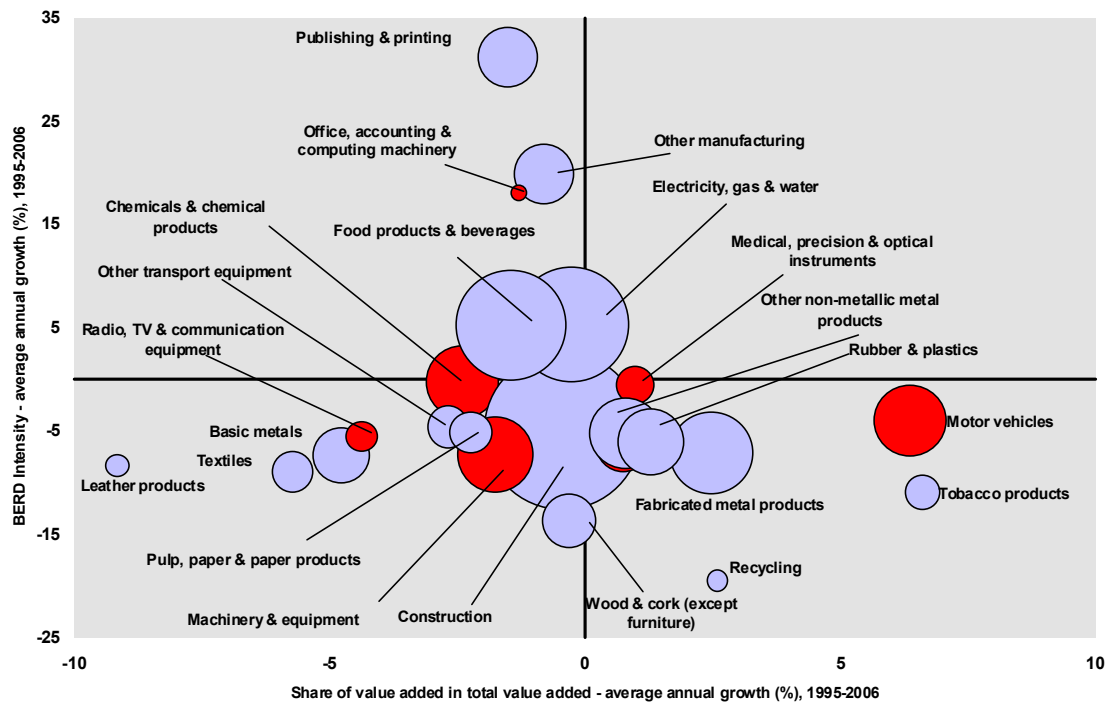 35
Publishing & printing
25
Office, accounting &
computing machinery
Other manufacturing
Electricity, gas & water
Chemicals & chemical
products
15
Food products & beverages
Medical, precision & optical
instruments
Other transport equipment
Other non-metallic metal
products
Radio, TV & communication
equipment
5
Rubber & plastics
-5
Basic metals
Motor vehicles
Textiles
Leather products
Fabricated metal products
Tobacco products
-15
Pulp, paper & paper products
Recycling
Machinery & equipment
Construction
Wood & cork (except
furniture)
-25
-10
-5
0
5
10
BERD Intensity - average annual growth (%), 1995-2006
Share of value added in total value added - average annual growth (%), 1995-2006